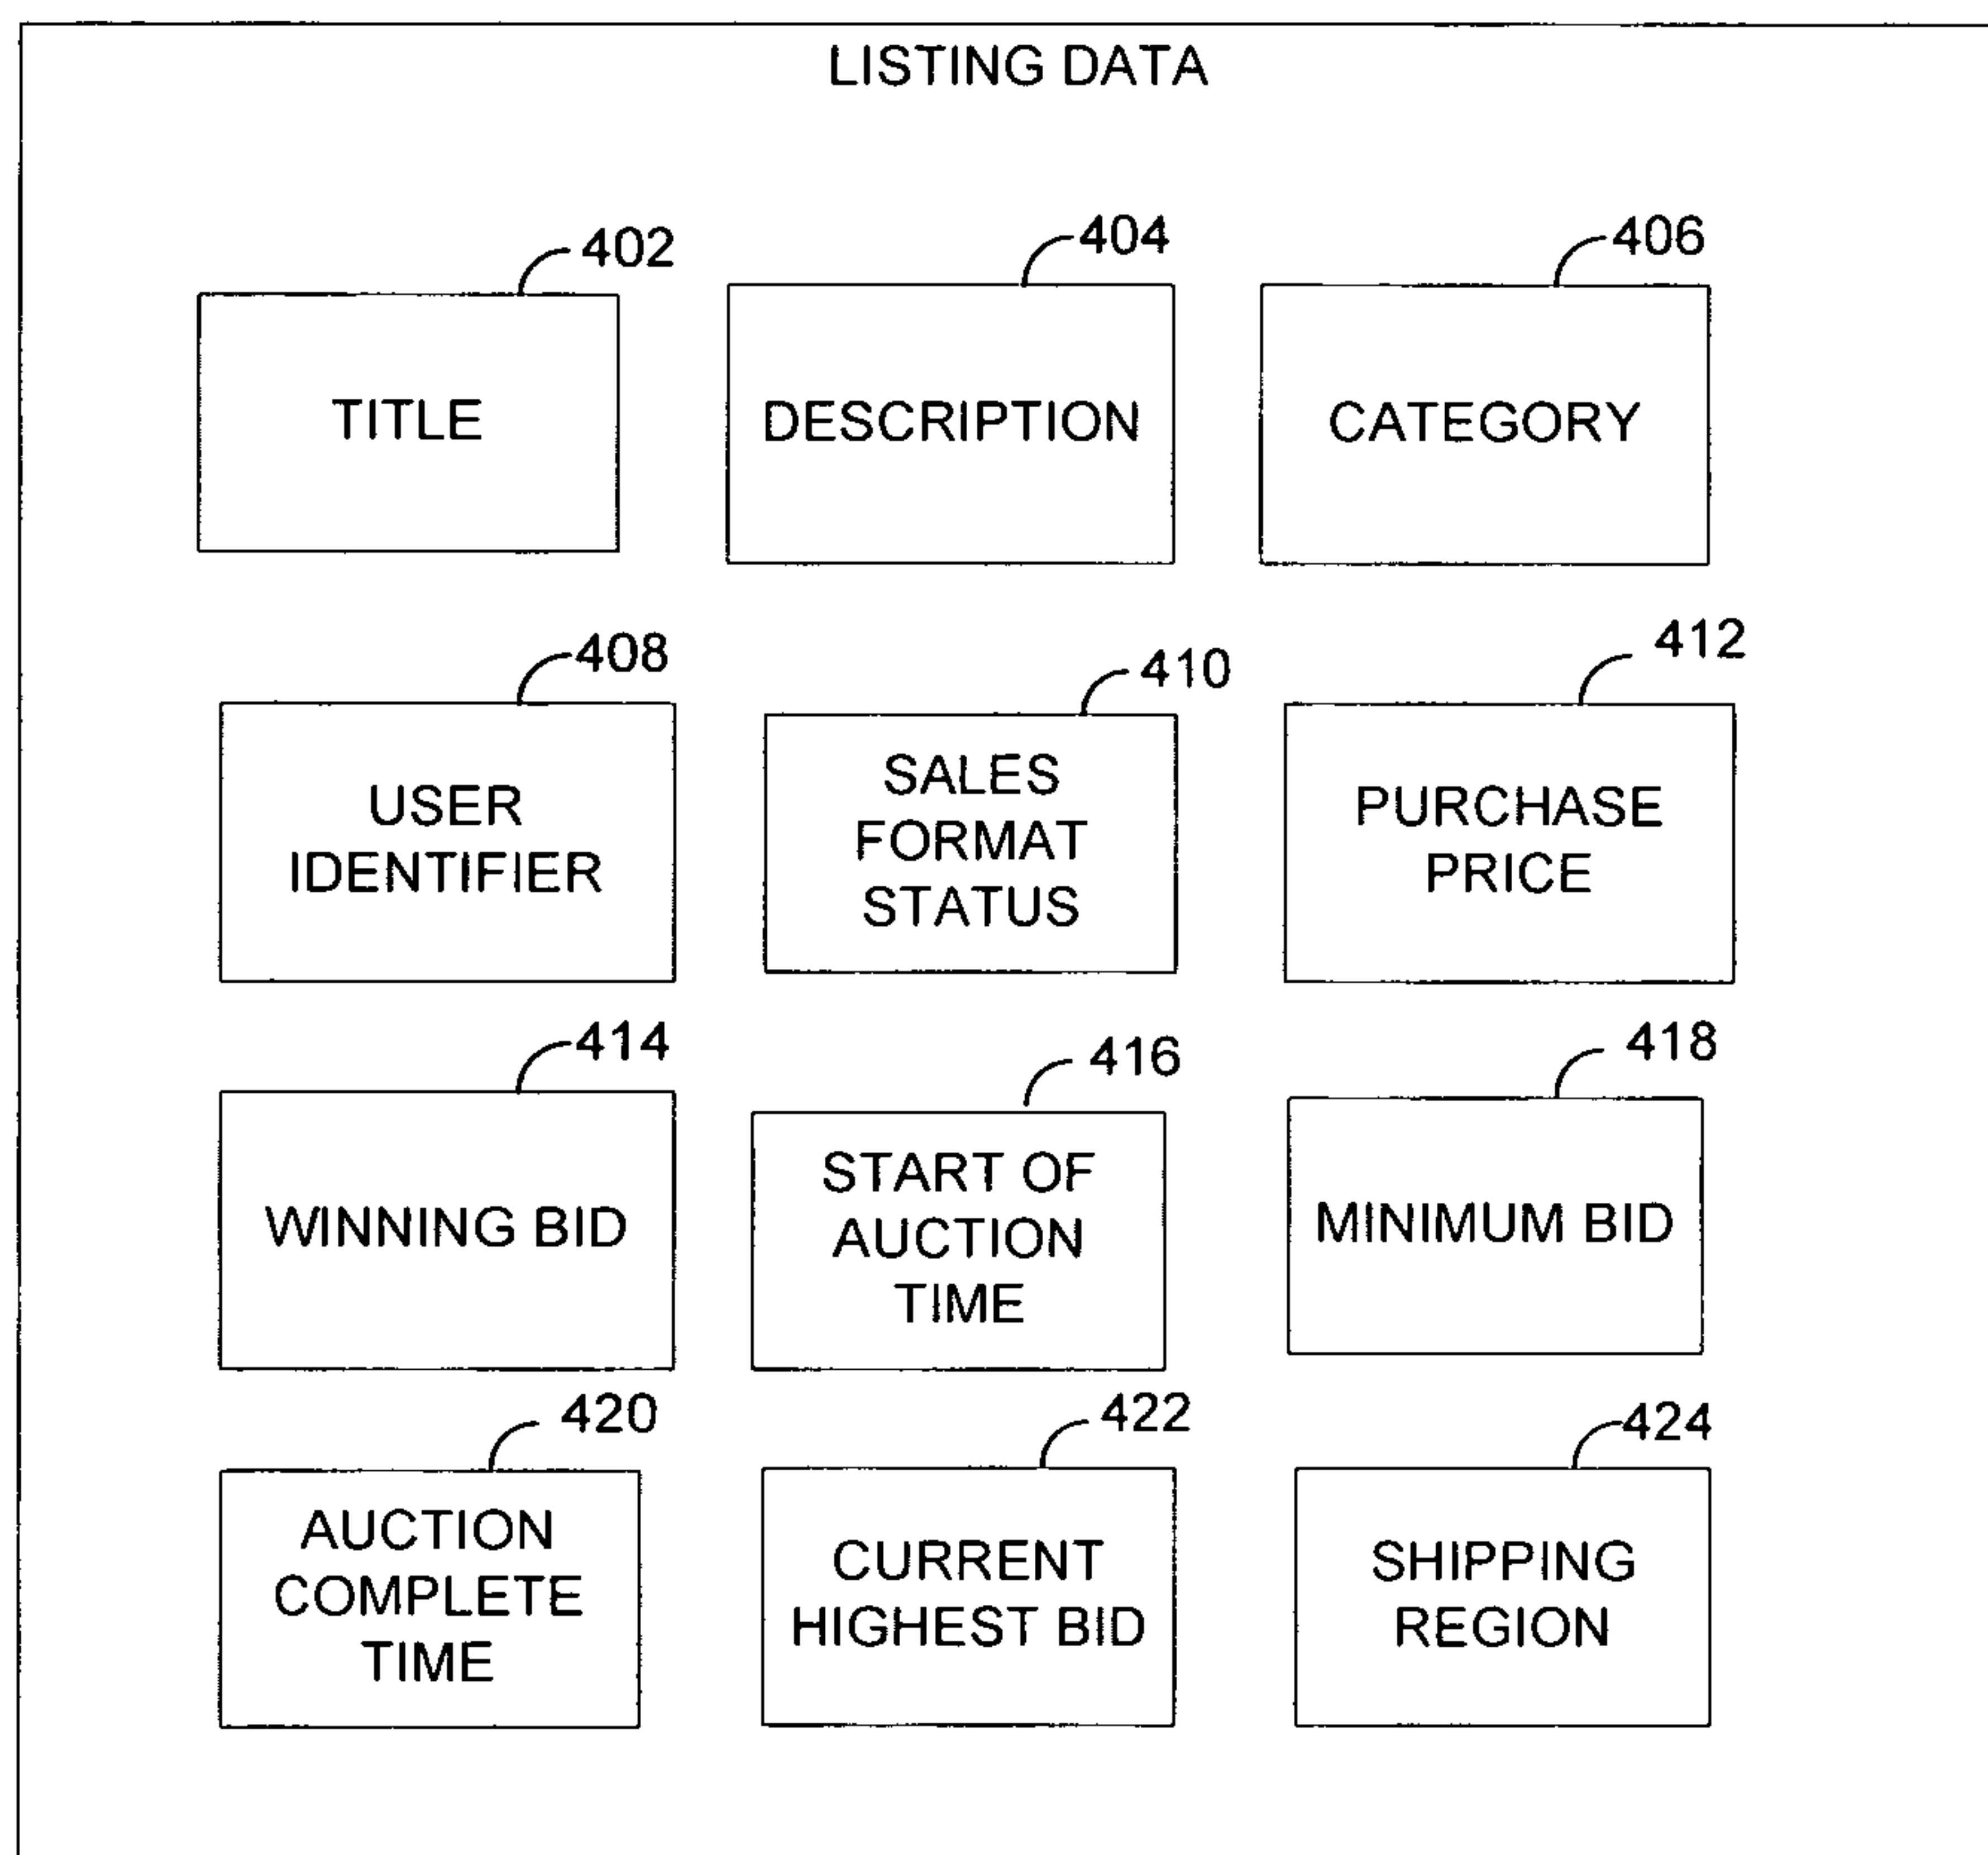 LISTING DATA
402
404
406
TITLE
DESCRIPTION
CATEGORY
408
410
412
USER
IDENTIFIER
SALES
FORMAT
STATUS
PURCHASE
PRICE
414
416
418
WINNING BID
START OF
AUCTION
TIME
MINIMUM BID
420
422
424
AUCTION
COMPLETE
TIME
CURRENT
HIGHEST BID
SHIPPING
REGION